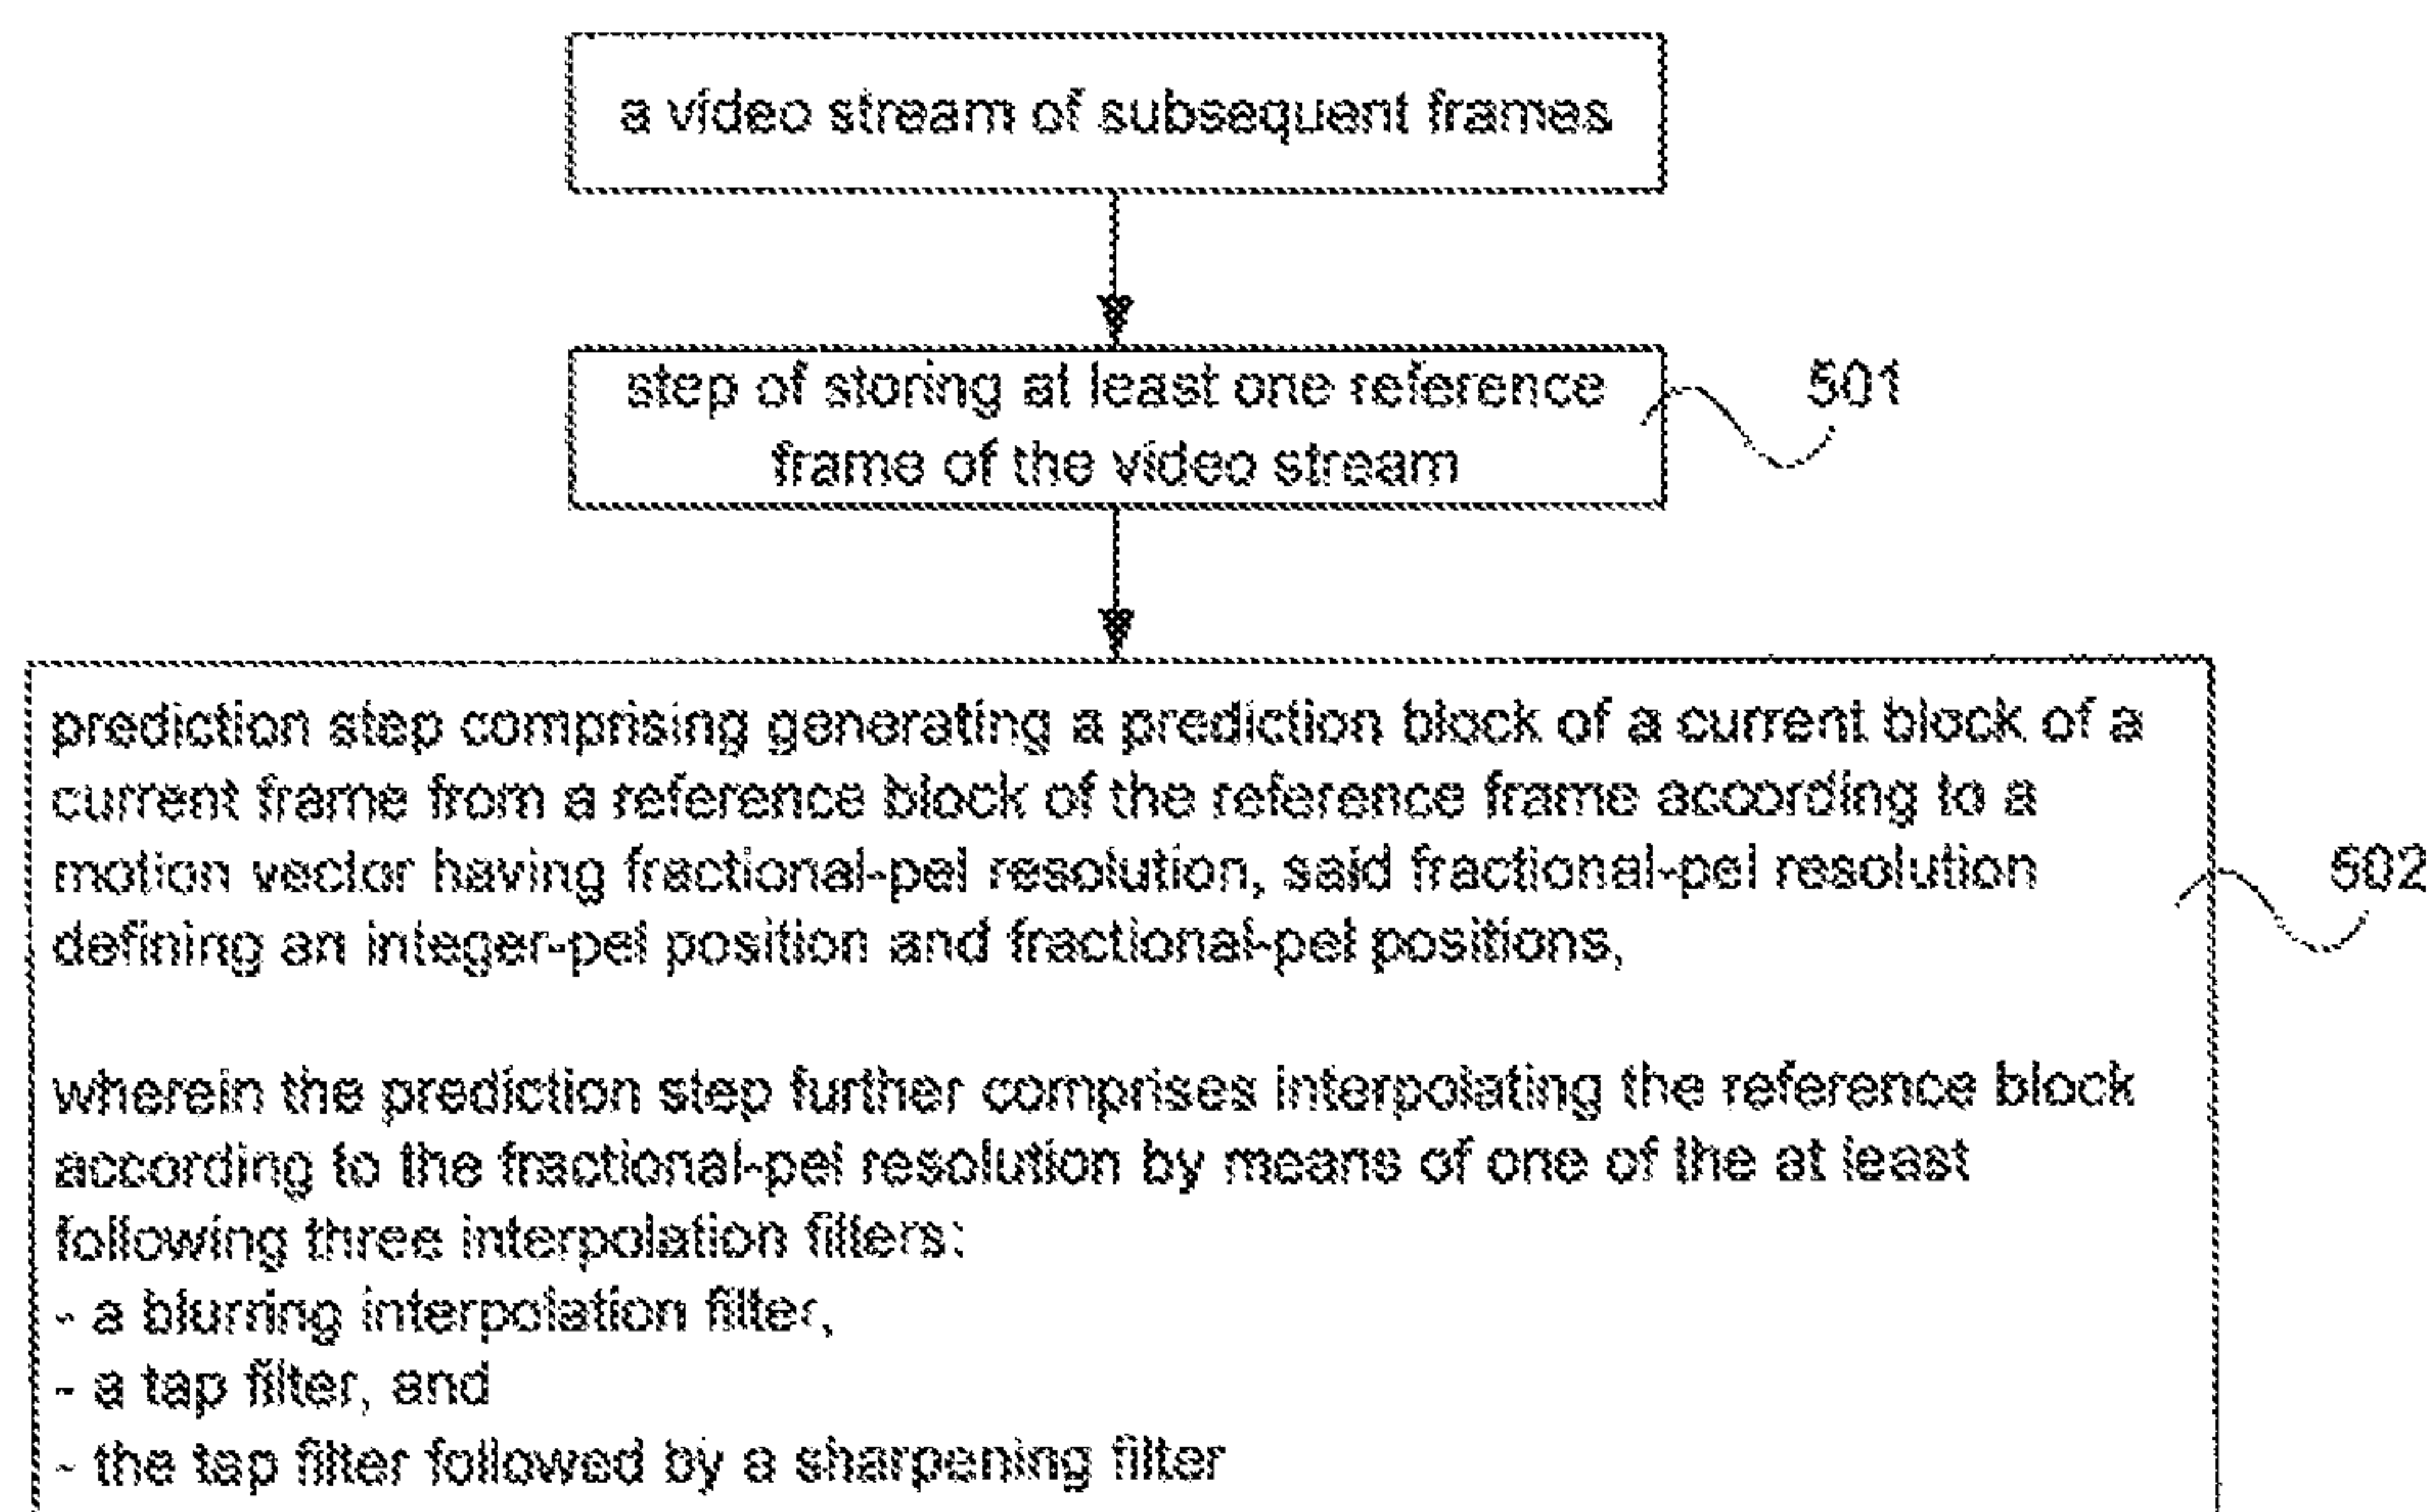 a video stream of subsequent frames
step of storing at least one reference
frame of the video stream
501
prediction step comprising generating a prediction block of a current block of a
current frame from a reference block of the reference frame according to a
motion vector having fractional-pel resolution, said fractional-pel resolution
defining an integer-pel position and fractional-pel positions,
502
wherein the prediction step further comprises interpolating the reference block
according to the fractional-pel resolution by means of one of the at least
following three interpolation filters:
- a blurring interpolation filter,
- a tap filter, and
- the tap filter followed by a sharpening filter